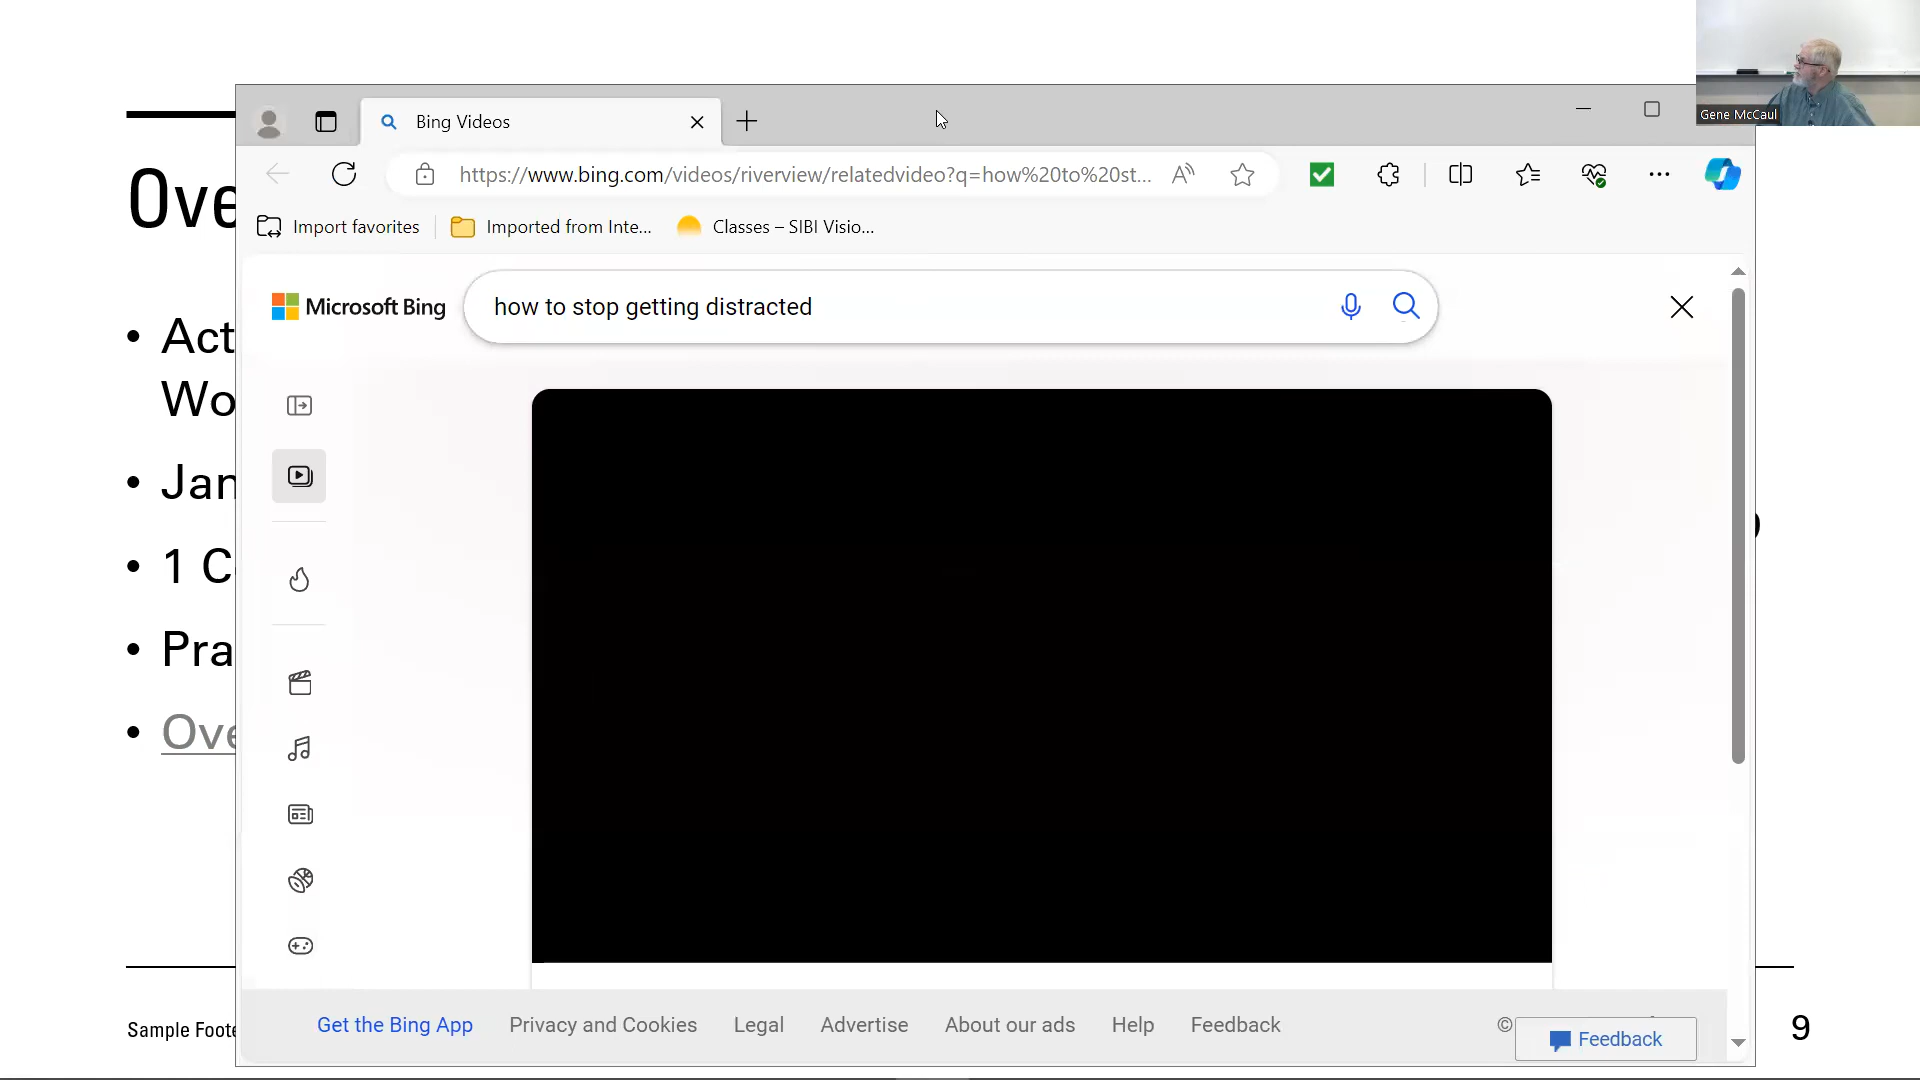 Gene McCaul
Bing Videos
https://www.bing.com/videos/riverview/relatedvideo?q=how%20to%20st...
Import favorites
Imported from Inte...
Classes – SIBI Visio...
Microsoft Bing
how to stop getting distracted
Ove
• Act
Wo
• Jan
• 1 C
• Pra
• Ove
Get the Bing App
Privacy and Cookies
Legal
Advertise
About our ads
Help
Feedback
©
Feedback
Sample Foote
9